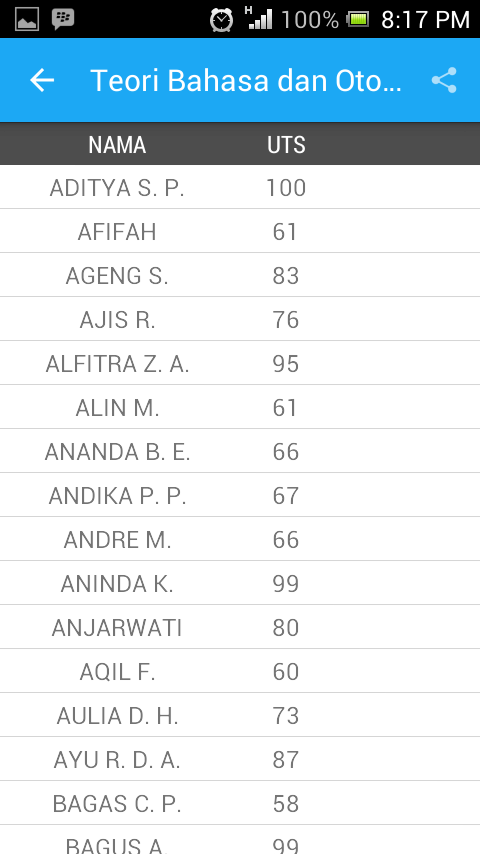 H 100% 8:17 PM
Teori Bahasa dan Oto...
NAMA UTS
ADITYA S. P. 100
AFIFAH 61
AGENG S. 83
AJIS R. 76
ALFITRA Z. A. 95
ALIN M. 61
ANANDA B. E. 66
ANDIKA P. P. 67
ANDRE M. 66
ANINDA K. 99
ANJARWATI 80
AQIL F. 60
AULIA D. H. 73
AYU R. D. A. 87
BAGAS C. P. 58
BAGUS A. 99